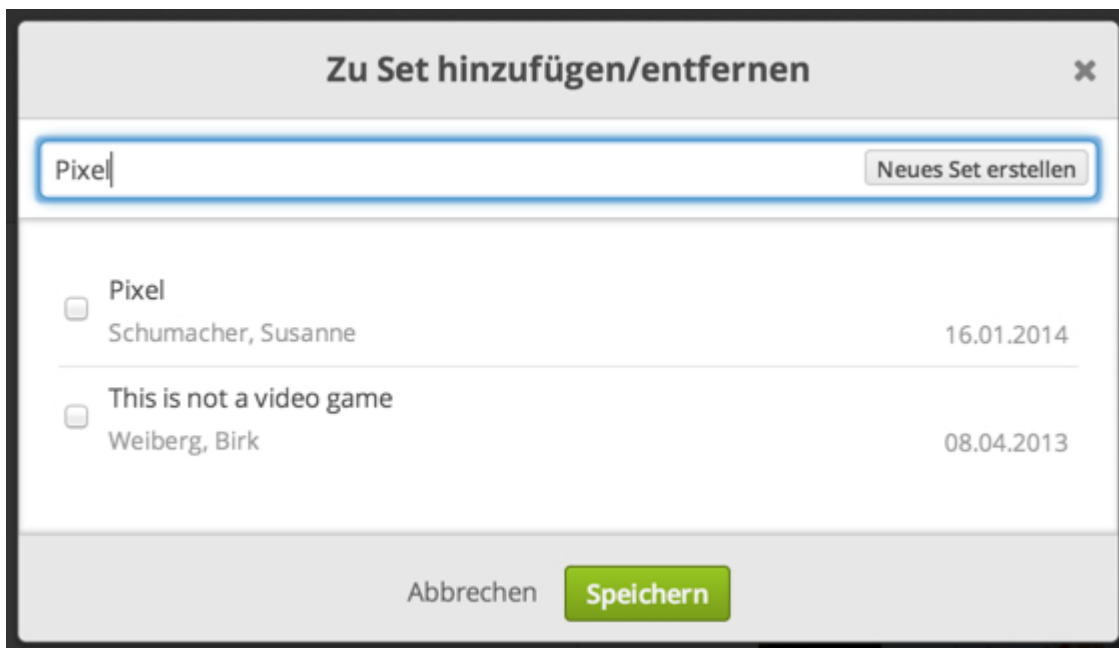 Zu Set hinzufügen/entfernen
Pixel Neues Set erstellen
Pixel
Schumacher, Susanne 16.01.2014
This is not a video game
Weiberg, Birk 08.04.2013
Abbrechen Speichern